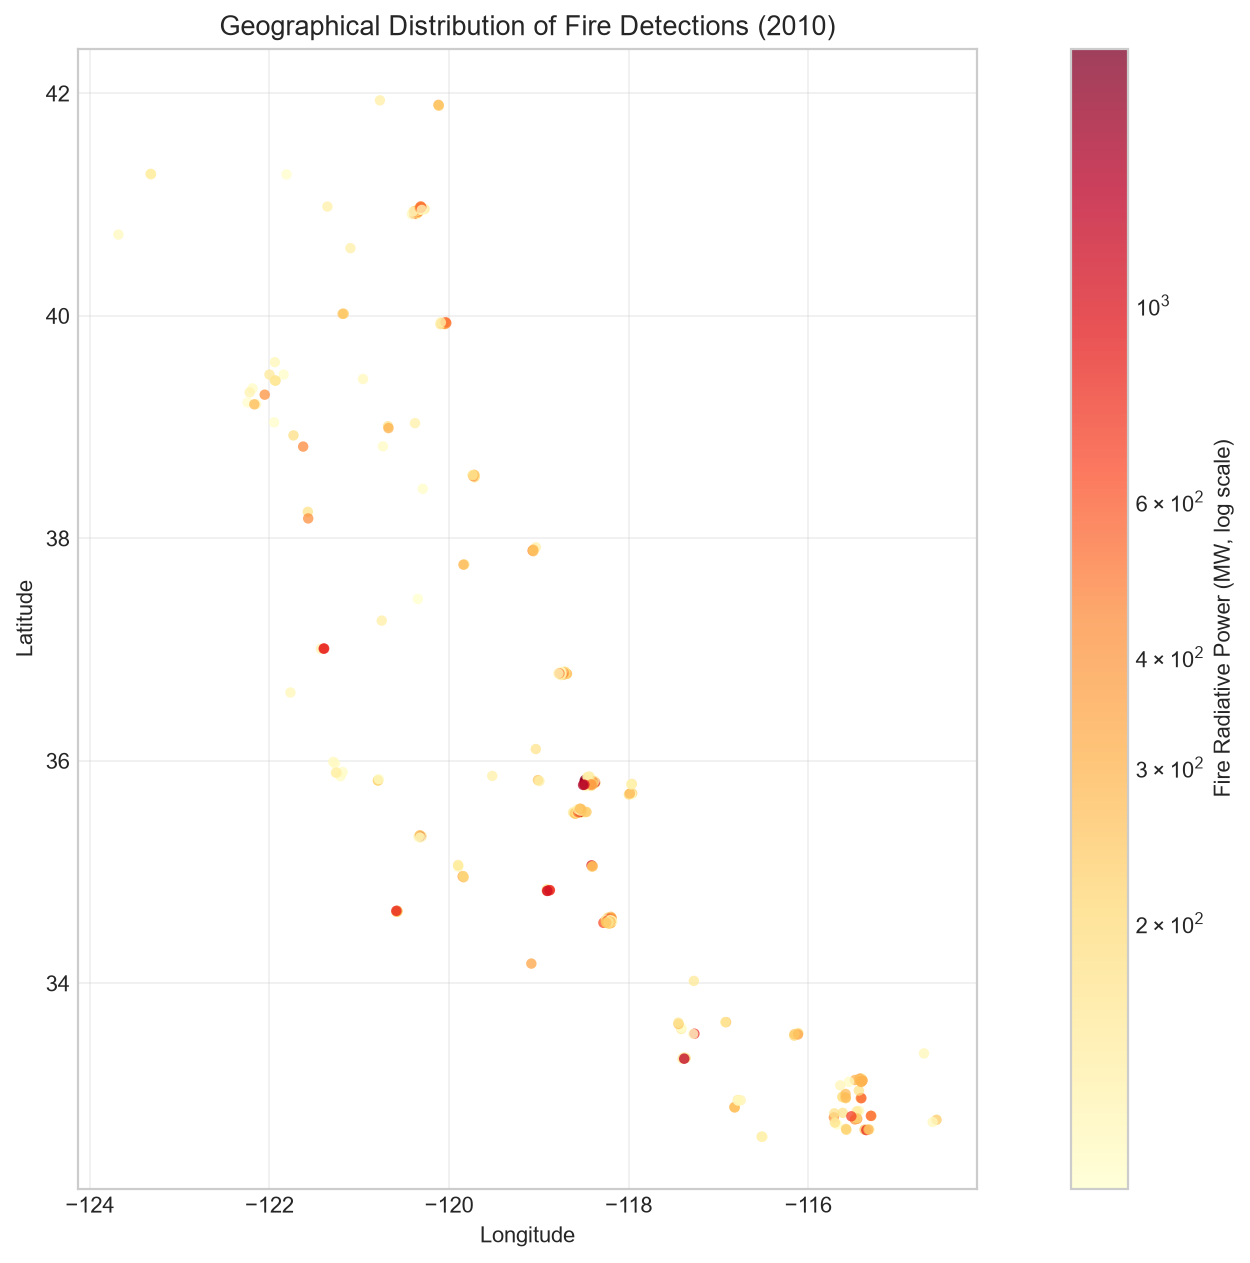 Geographical Distribution of Fire Detections (2010)
42
40
38
36
34
Latitude
−124
−122
−120
−118
−116
Longitude
10³
6 × 10²
4 × 10²
3 × 10²
2 × 10²
Fire Radiative Power (MW, log scale)